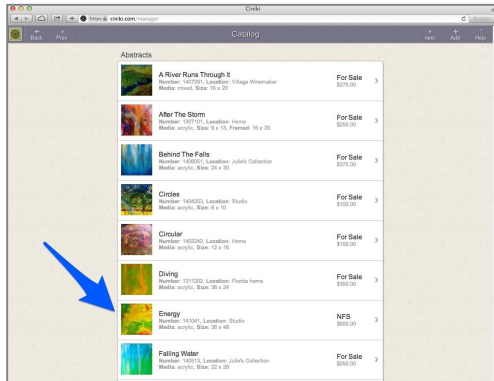 Ciniki
ciniki.com/manager
Reader
Back
Prev
Catalog
next
Add
Help
Abstracts
A River Runs Through It
Number: 1407281, Location: Village Winemaker
Media: mixed, Size: 16 x 20
For Sale
$275.00
After The Storm
Number: 1307101, Location: Home
Media: acrylic, Size: 9 x 13, Framed: 16 x 20
For Sale
$250.00
Behind The Falls
Number: 1406051, Location: Julie's Collection
Media: acrylic, Size: 24 x 30
For Sale
$375.00
Circles
Number: 1404253, Location: Studio
Media: acrylic, Size: 8 x 10
For Sale
$100.00
Circular
Number: 1402242, Location: Home
Media: acrylic, Size: 12 x 16
For Sale
$150.00
Diving
Number: 1311202, Location: Florida home
Media: acrylic, Size: 36 x 24
For Sale
$350.00
Energy
Number: 141041, Location: Studio
Media: acrylic, Size: 36 x 48
NFS
$600.00
Falling Water
Number: 140513, Location: Julie's Collection
Media: acrylic, Size: 22 x 28
For Sale
$250.00